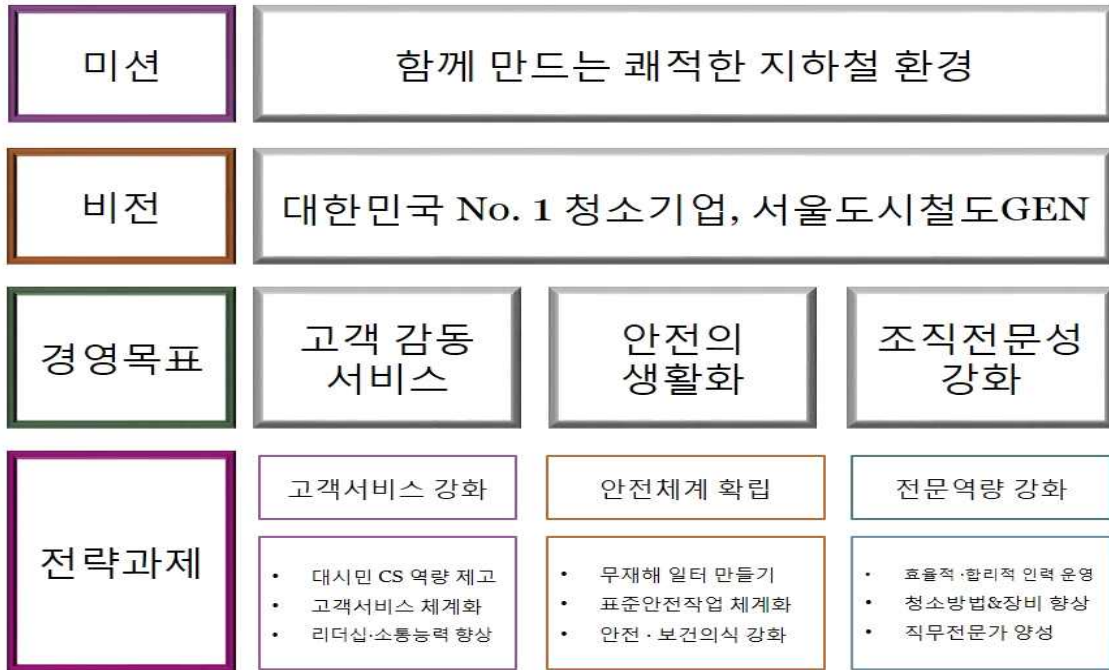 미션
함께 만드는 쾌적한 지하철 환경
비전
대한민국 No. 1 청소기업, 서울도시철도GEN
경영목표
고객 감동
서비스
안전의
생활화
조직전문성
강화
전략과제
고객서비스 강화
안전체계 확립
전문역량 강화
• 대시민 CS 역량 제고
• 고객서비스 체계화
• 리더십·소통능력 향상
• 무재해 일터 만들기
• 표준안전작업 체계화
• 안전 · 보건의식 강화
• 효율적 ·합리적 인력 운영
• 청소방법&장비 향상
• 직무전문가 양성